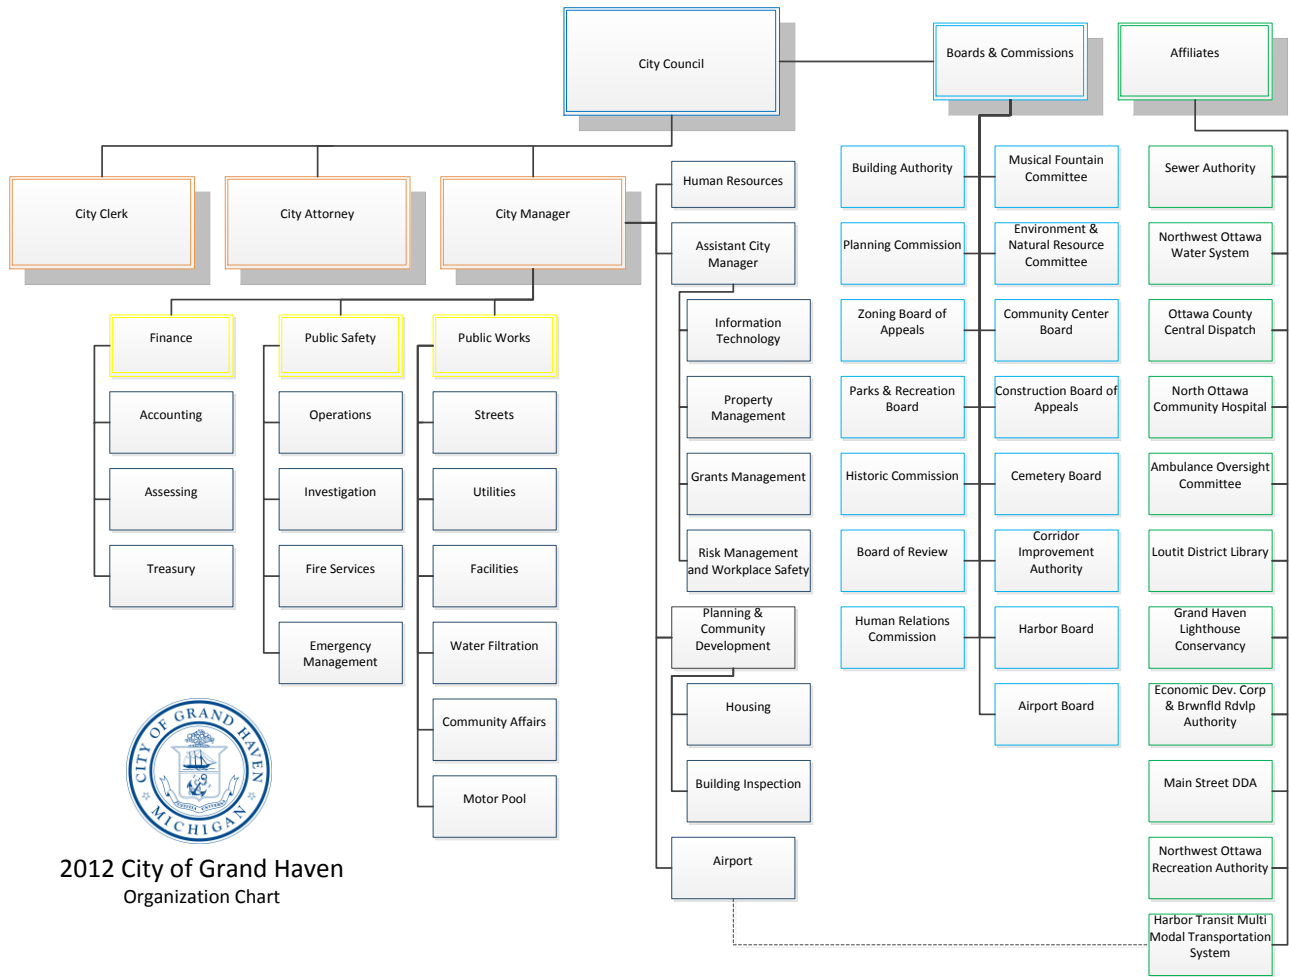 City Council
Boards & Commissions
Affiliates
City Clerk
City Attorney
City Manager
Human Resources
Assistant City
Manager
Information
Technology
Property
Management
Grants Management
Risk Management
and Workplace Safety
Planning &
Community
Development
Housing
Building Inspection
Airport
Finance
Accounting
Assessing
Treasury
Public Safety
Operations
Investigation
Fire Services
Emergency
Management
Public Works
Streets
Utilities
Facilities
Water Filtration
Community Affairs
Motor Pool
Building Authority
Planning Commission
Zoning Board of
Appeals
Parks & Recreation
Board
Historic Commission
Board of Review
Human Relations
Commission
Musical Fountain
Committee
Environment &
Natural Resource
Committee
Community Center
Board
Construction Board of
Appeals
Cemetery Board
Corridor
Improvement
Authority
Harbor Board
Airport Board
Sewer Authority
Northwest Ottawa
Water System
Ottawa County
Central Dispatch
North Ottawa
Community Hospital
Ambulance Oversight
Committee
Loutit District Library
Grand Haven
Lighthouse
Conservancy
Economic Dev. Corp
& Brwnfld Rdvlp
Authority
Main Street DDA
Northwest Ottawa
Recreation Authority
Harbor Transit Multi
Modal Transportation
System
CITY OF GRAND HAVEN
MICHIGAN
2012 City of Grand Haven
Organization Chart